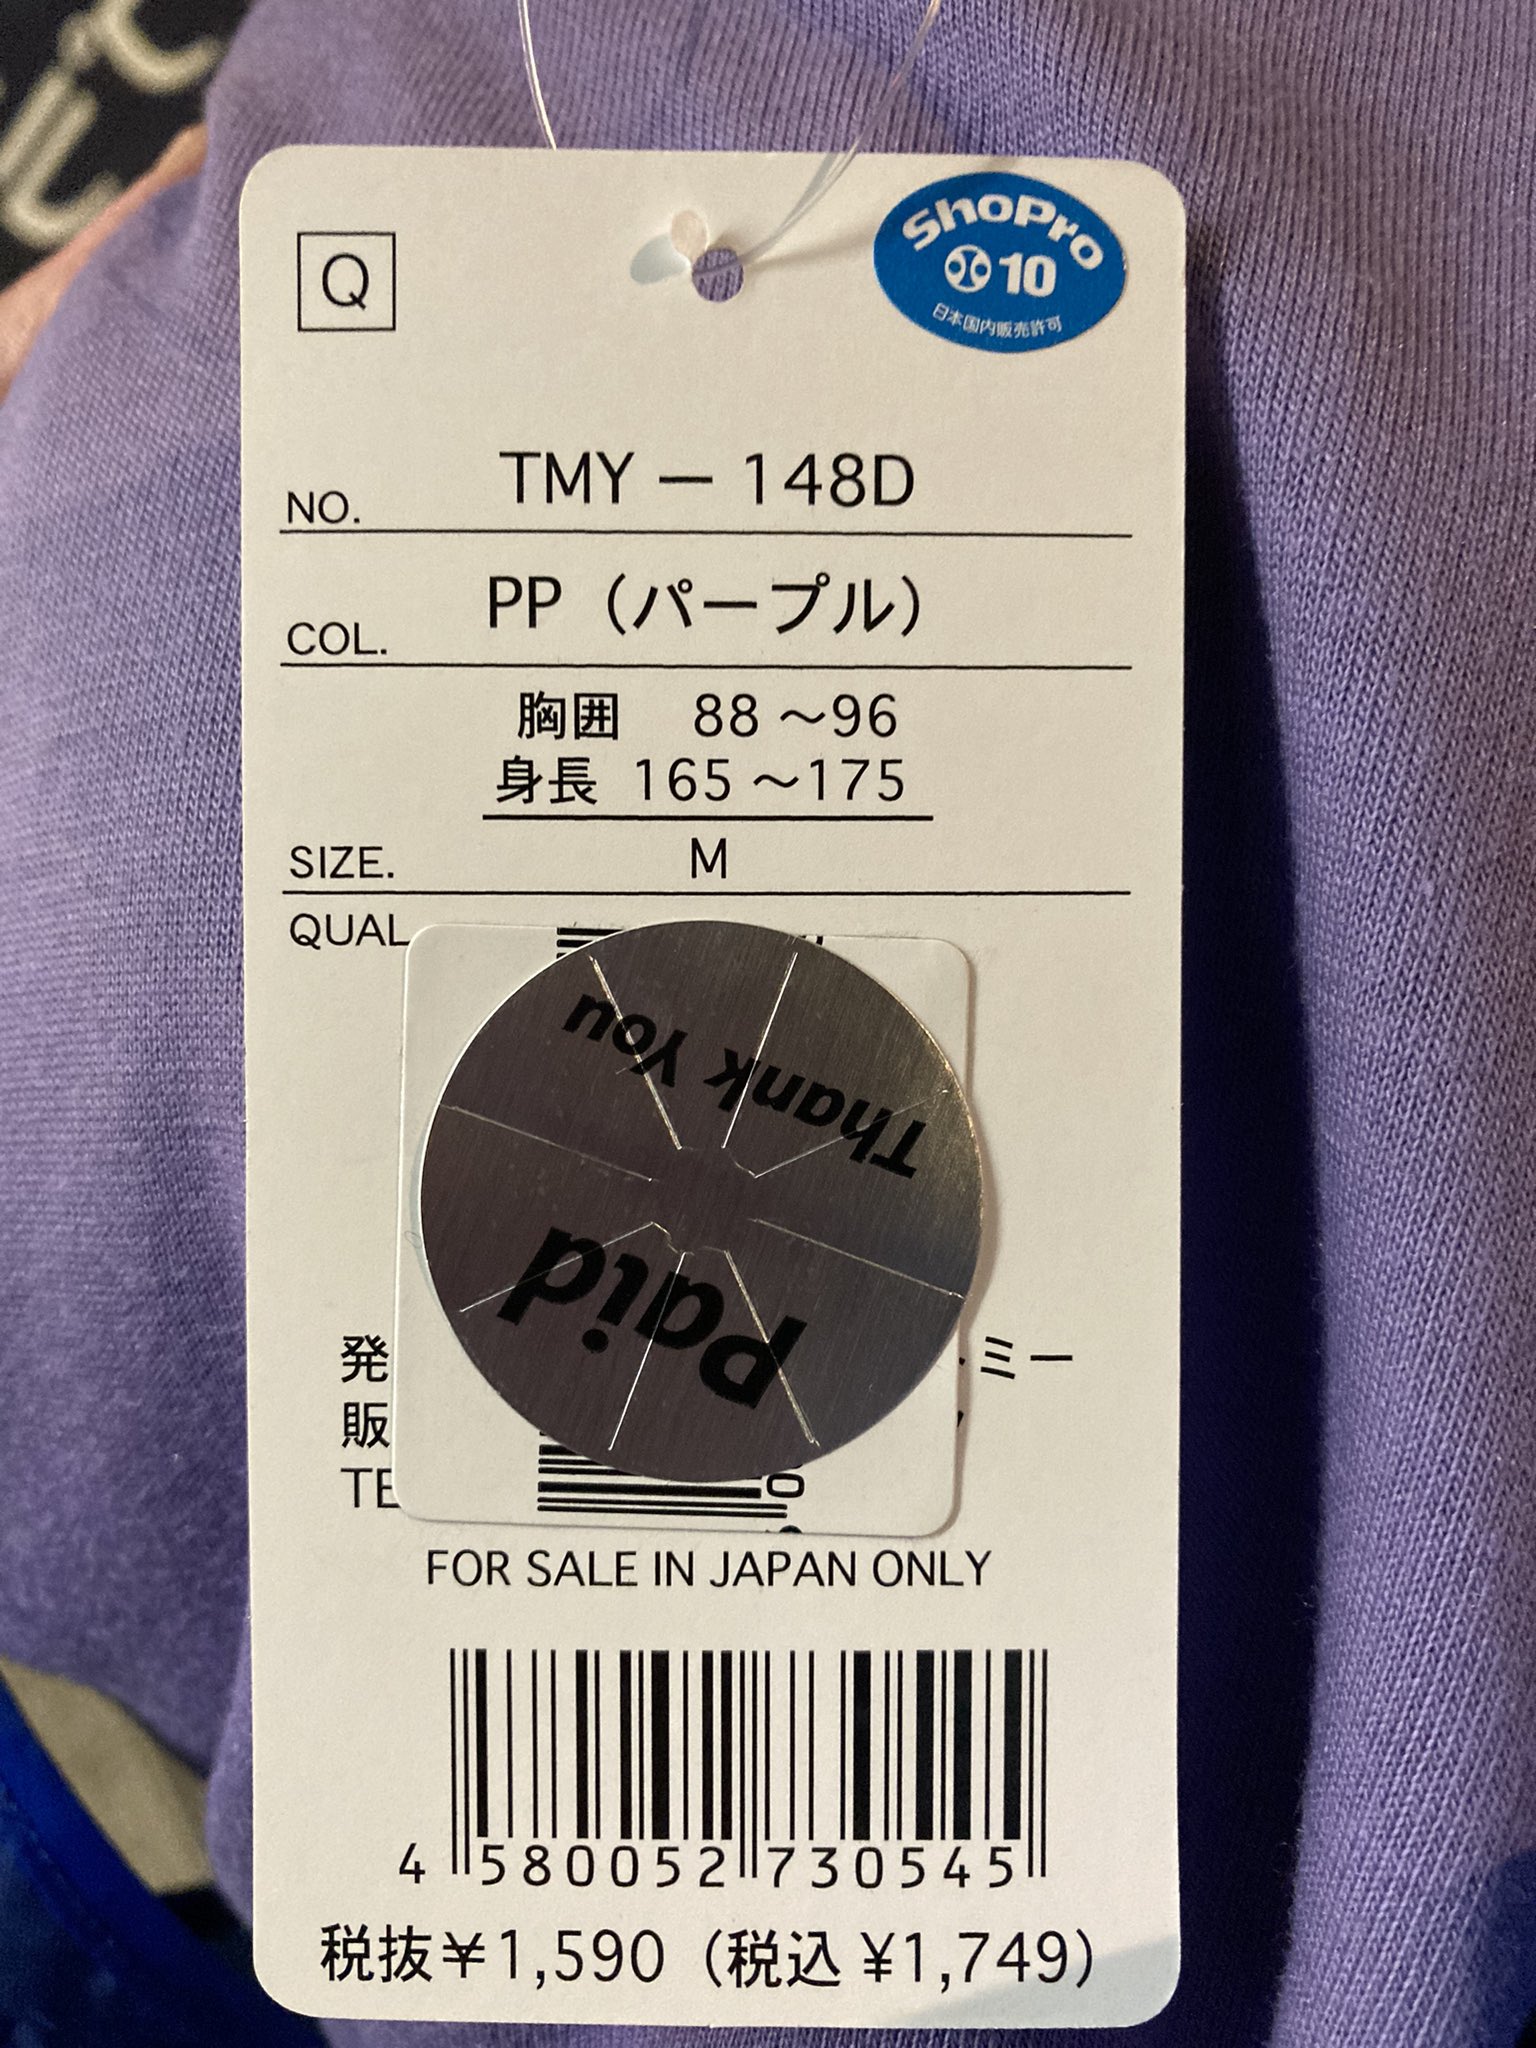 Q
ShoPro
10
日本国内販売許可
NO. TMY － 148D
COL. PP（パープル）
胸囲 88 ～96
身長 165 ～175
SIZE. M
QUAL
Thank You
Paid
発
ミー
販
TE
FOR SALE IN JAPAN ONLY
4 580052 730545
税抜¥1,590（税込 ¥1,749）